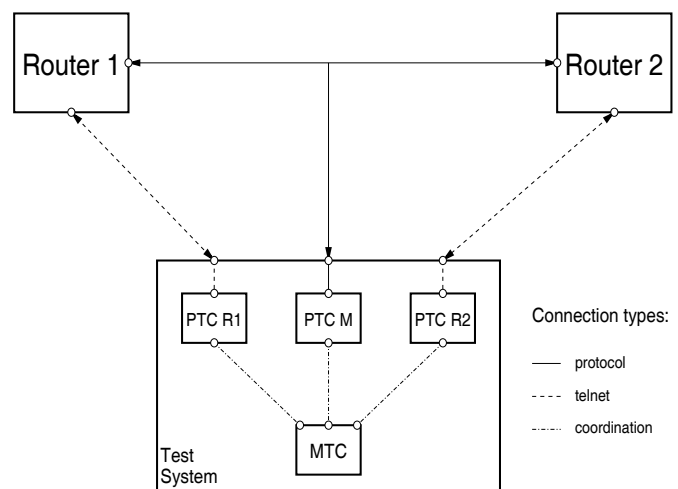 Router 1
Router 2
PTC R1
PTC M
PTC R2
Connection types:
protocol
telnet
coordination
MTC
Test
System